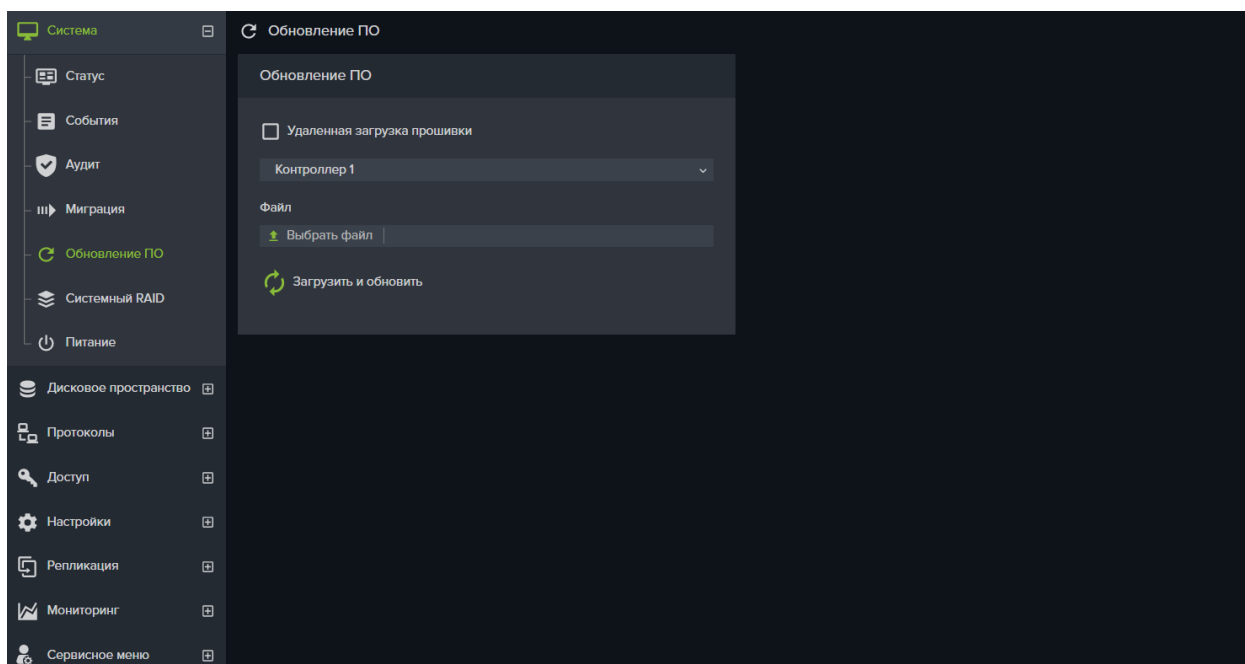 Система
Статус
События
Аудит
Миграция
Обновление ПО
Системный RAID
Питание
Дисковое пространство
Протоколы
Доступ
Настройки
Репликация
Мониторинг
Сервисное меню
Обновление ПО
Обновление ПО
Удаленная загрузка прошивки
Контроллер 1
Файл
Выбрать файл
Загрузить и обновить